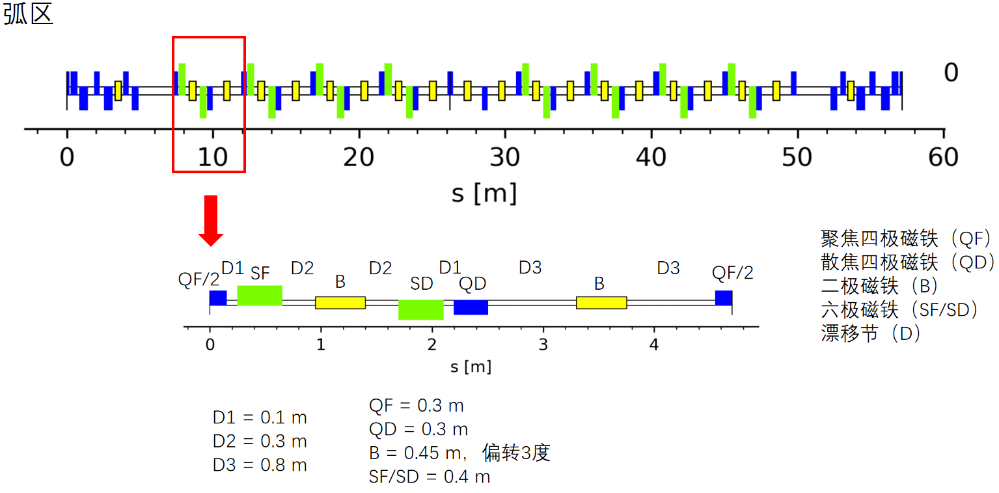 弧区
0
0 10 20 30 40 50 60
s [m]
QF/2 D1 SF D2 B D2 SD D1 QD D3 B D3 QF/2
0 1 2 3 4
s [m]
聚焦四极磁铁（QF）
散焦四极磁铁（QD）
二极磁铁（B）
六极磁铁（SF/SD）
漂移节（D）
D1 = 0.1 m
D2 = 0.3 m
D3 = 0.8 m
QF = 0.3 m
QD = 0.3 m
B = 0.45 m，偏转3度
SF/SD = 0.4 m